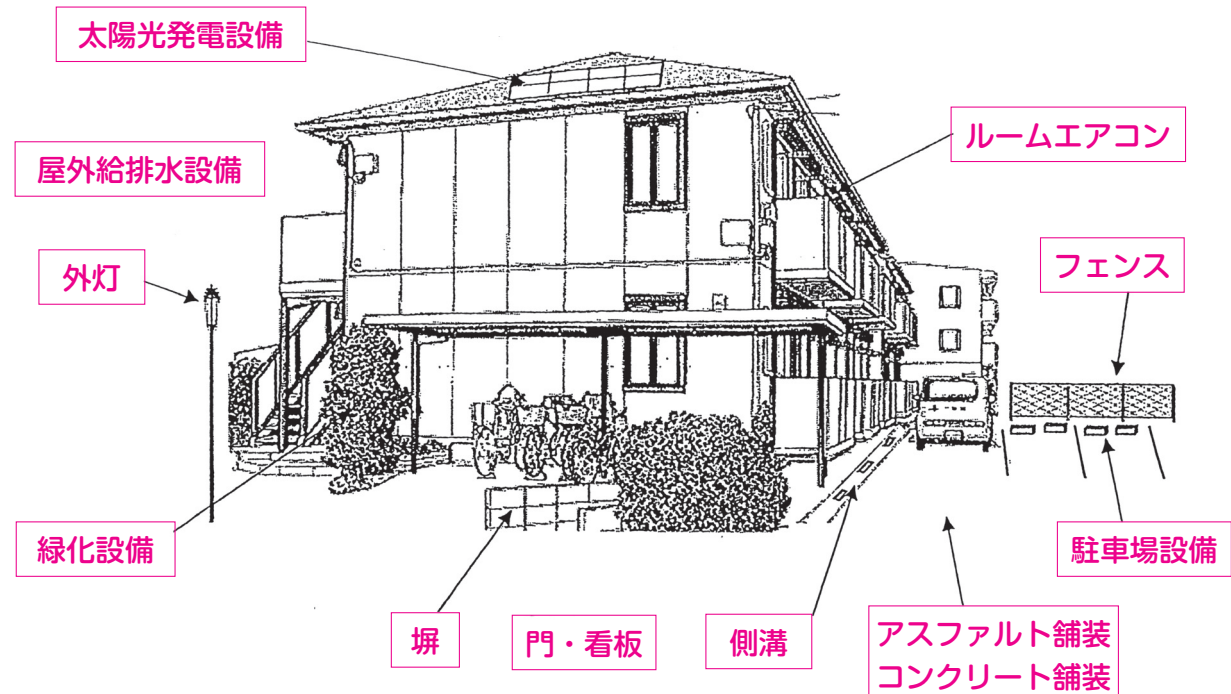 太陽光発電設備
ルームエアコン
屋外給排水設備
外灯
フェンス
緑化設備
駐車場設備
塀
門・看板
側溝
アスファルト舗装
コンクリート舗装